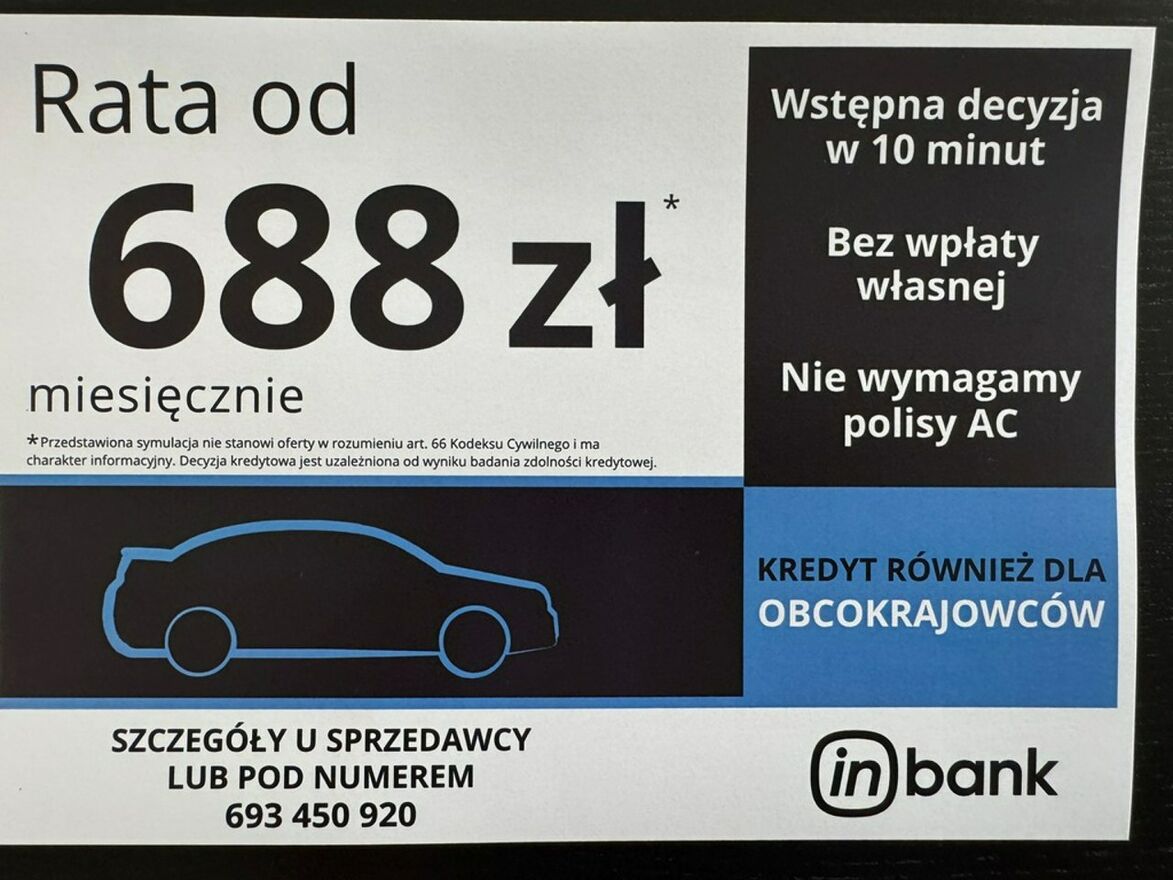 Rata od
688 zł*
miesięcznie
*Przedstawiona symulacja nie stanowi oferty w rozumieniu art. 66 Kodeksu Cywilnego i ma
charakter informacyjny. Decyzja kredytowa jest uzależniona od wyniku badania zdolności kredytowej.
Wstępna decyzja
w 10 minut
Bez wpłaty
własnej
Nie wymagamy
polisy AC
KREDYT RÓWNIEŻ DLA
OBCOKRAJOWCÓW
SZCZEGÓŁY U SPRZEDAWCY
LUB POD NUMEREM
693 450 920
inbank